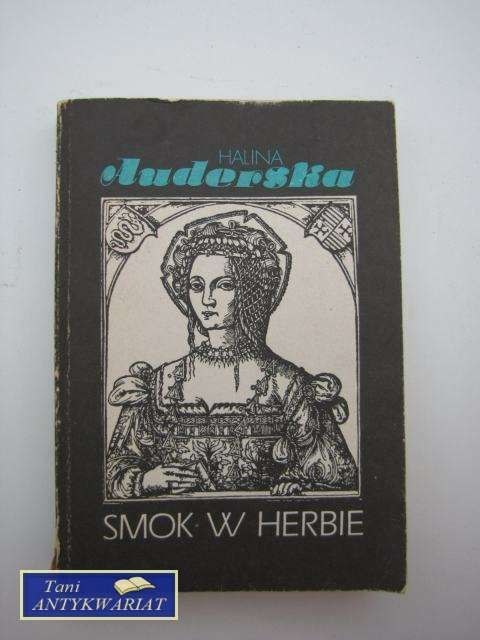 HALINA
Auderska
SMOK W HERBIE
Tani
ANTYKWARIAT